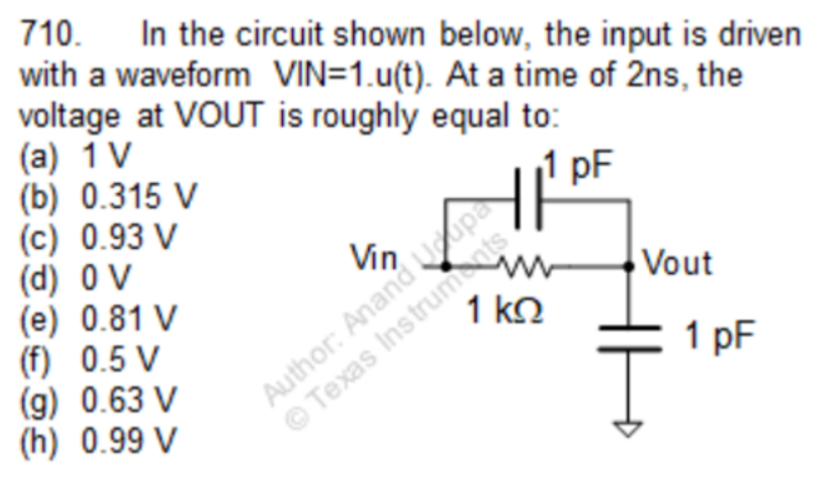 710. In the circuit shown below, the input is driven
with a waveform VIN=1.u(t). At a time of 2ns, the
voltage at VOUT is roughly equal to:
(a) 1 V
(b) 0.315 V
(c) 0.93 V
(d) 0 V
(e) 0.81 V
(f) 0.5 V
(g) 0.63 V
(h) 0.99 V
1 pF
Vin
Vout
1 kΩ
1 pF
Author: Anand Udupa
© Texas Instruments